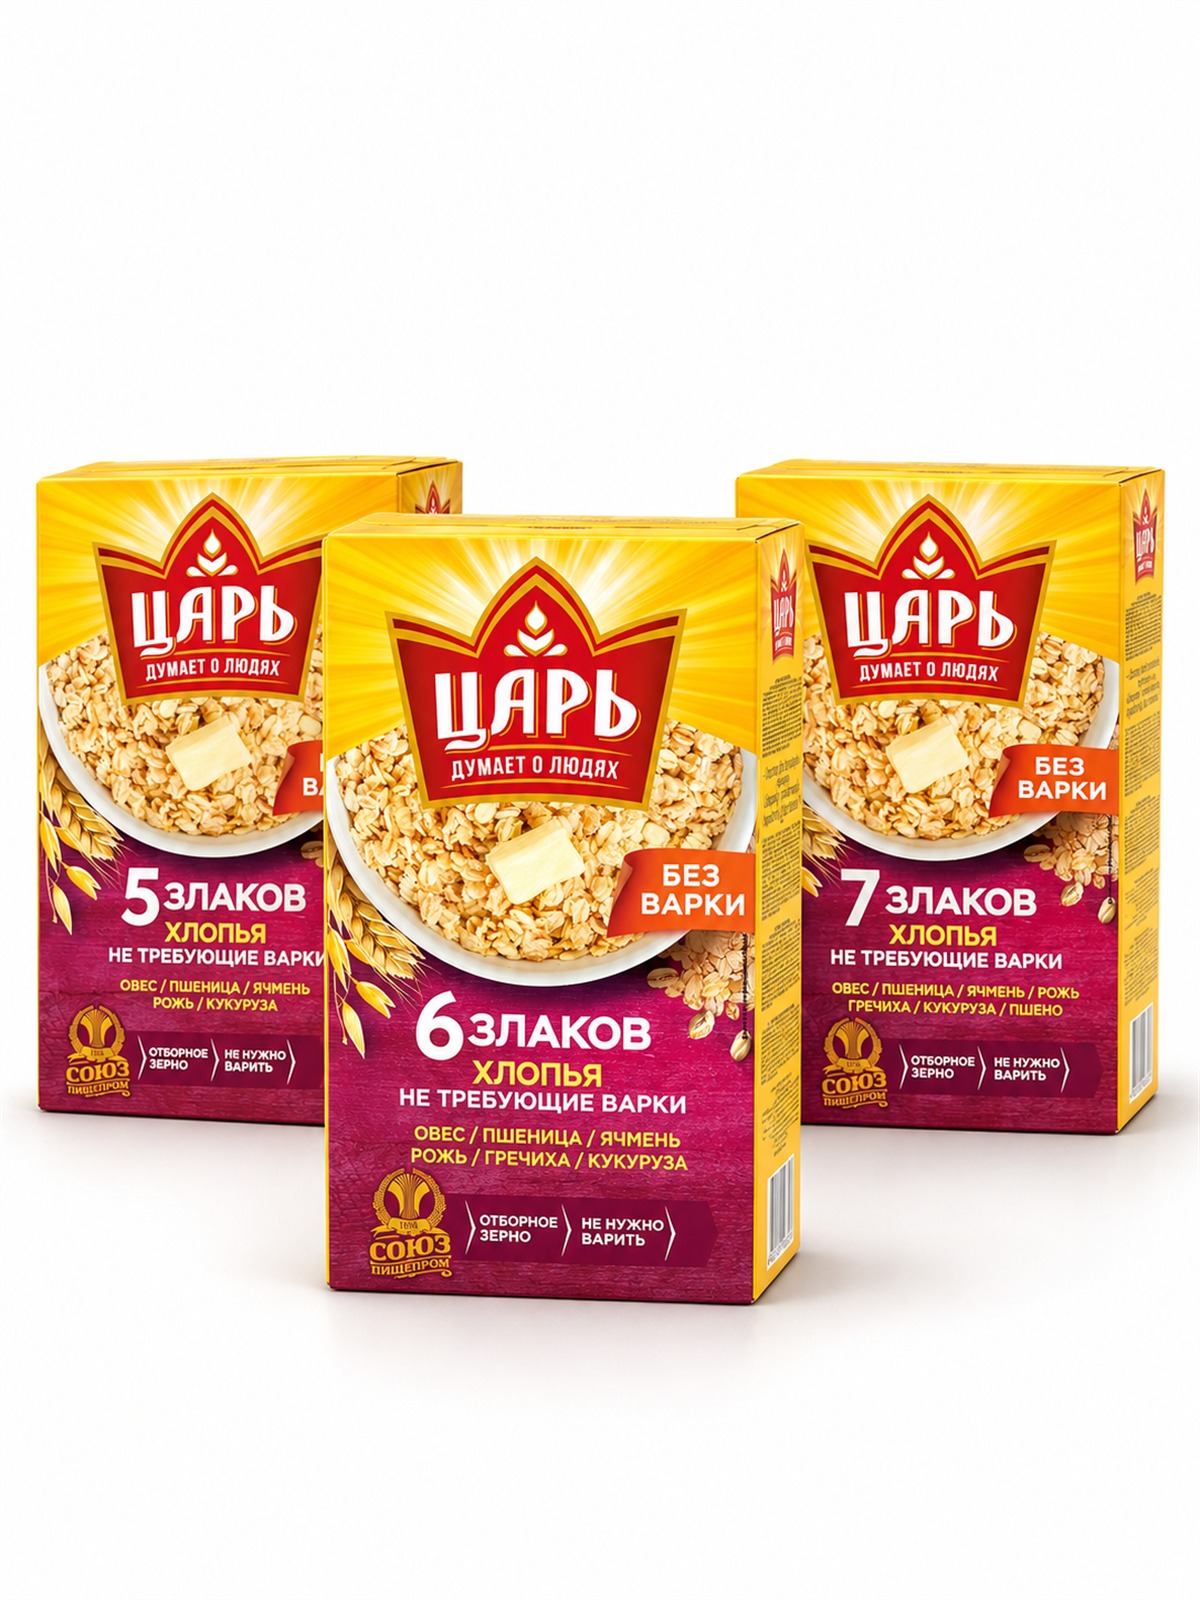 ЦАРЬ
ДУМАЕТ О ЛЮДЯХ
ВА
5 ЗЛАКОВ
ХЛОПЬЯ
НЕ ТРЕБУЮЩИЕ ВАРКИ
ОВЕС / ПШЕНИЦА / ЯЧМЕНЬ
РОЖЬ / КУКУРУЗА
СОЮЗ
ПИЩЕПРОМ
ОТБОРНОЕ
ЗЕРНО
НЕ НУЖНО
ВАРИТЬ
ЦАРЬ
ДУМАЕТ О ЛЮДЯХ
БЕЗ
ВАРКИ
6 ЗЛАКОВ
ХЛОПЬЯ
НЕ ТРЕБУЮЩИЕ ВАРКИ
ОВЕС / ПШЕНИЦА / ЯЧМЕНЬ
РОЖЬ / ГРЕЧИХА / КУКУРУЗА
СОЮЗ
ПИЩЕПРОМ
ОТБОРНОЕ
ЗЕРНО
НЕ НУЖНО
ВАРИТЬ
ЦАРЬ
ЦАРЬ
ДУМАЕТ О ЛЮДЯХ
БЕЗ
ВАРКИ
7 ЗЛАКОВ
ХЛОПЬЯ
НЕ ТРЕБУЮЩИЕ ВАРКИ
ОВЕС / ПШЕНИЦА / ЯЧМЕНЬ / РОЖЬ
ГРЕЧИХА / КУКУРУЗА / ПШЕНО
СОЮЗ
ПИЩЕПРОМ
ОТБОРНОЕ
ЗЕРНО
НЕ НУЖНО
ВАРИТЬ
ЦАРЬ